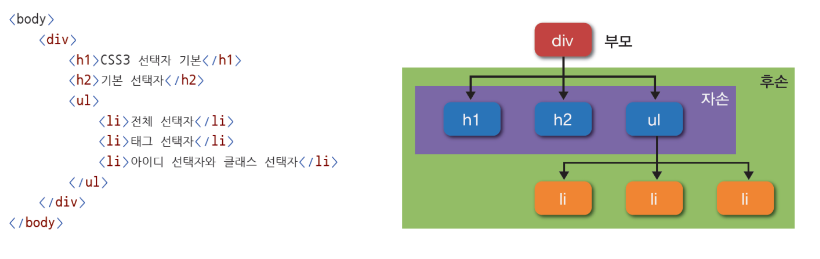 <body>
<div>
<h1>CSS3 선택자 기본</h1>
<h2>기본 선택자</h2>
<ul>
<li>전체 선택자</li>
<li>태그 선택자</li>
<li>아이디 선택자와 클래스 선택자</li>
</ul>
</div>
</body>
div 부모
후손
자손
h1 h2 ul
li li li